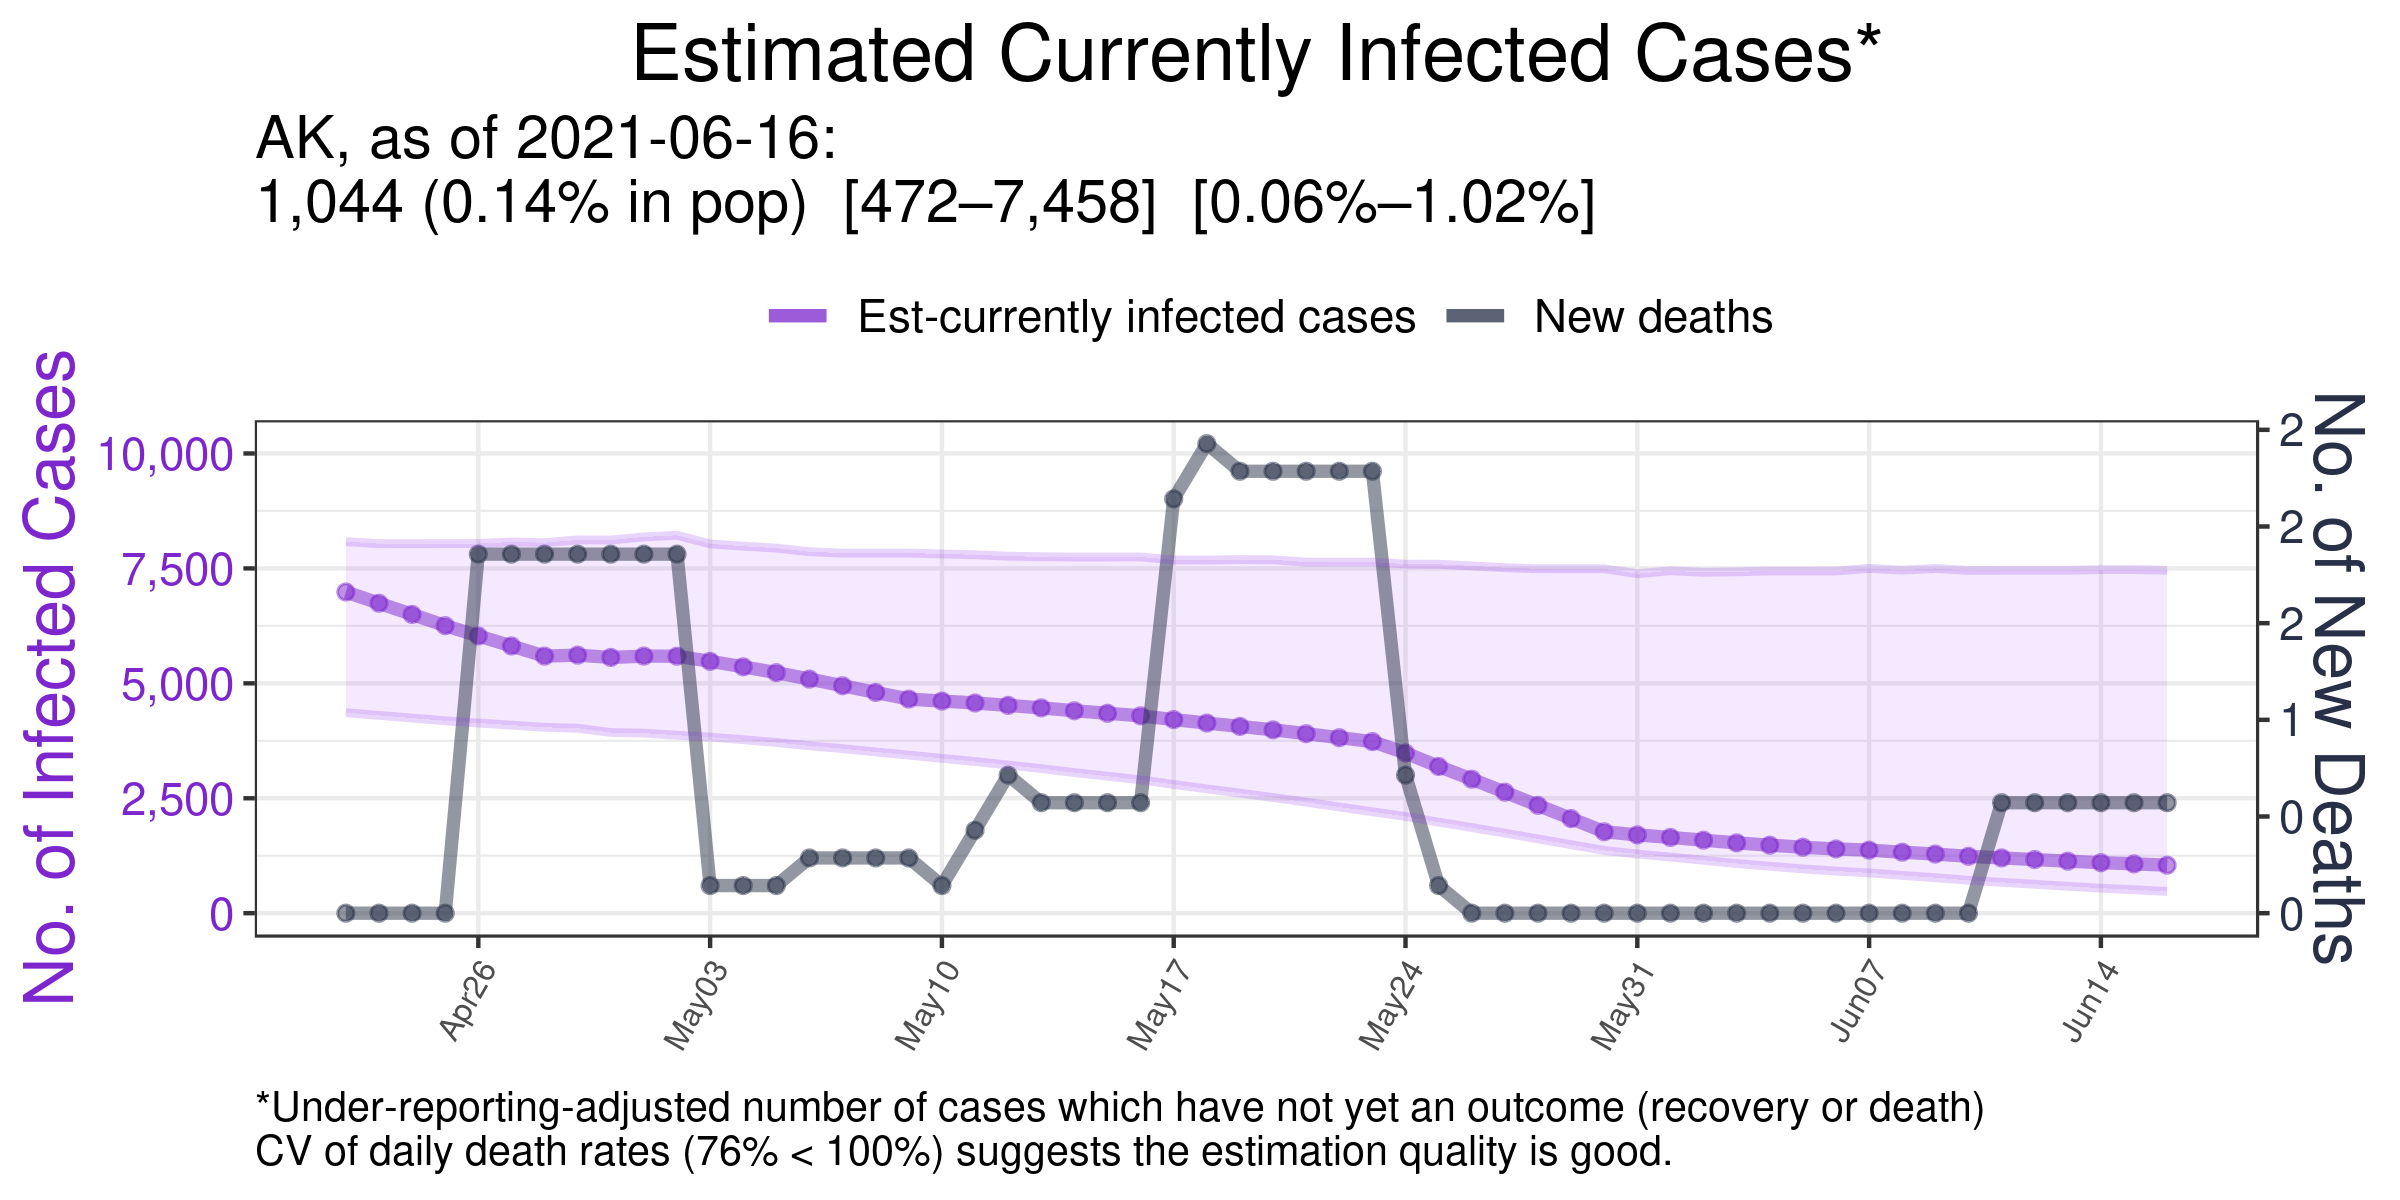 Estimated Currently Infected Cases*
AK, as of 2021-06-16:
1,044 (0.14% in pop) [472–7,458] [0.06%–1.02%]
Est-currently infected cases
New deaths
No. of Infected Cases
10,000
7,500
5,000
2,500
0
2
2
2
1
0
0
No. of New Deaths
Apr26
May03
May10
May17
May24
May31
Jun07
Jun14
*Under-reporting-adjusted number of cases which have not yet an outcome (recovery or death)
CV of daily death rates (76% < 100%) suggests the estimation quality is good.